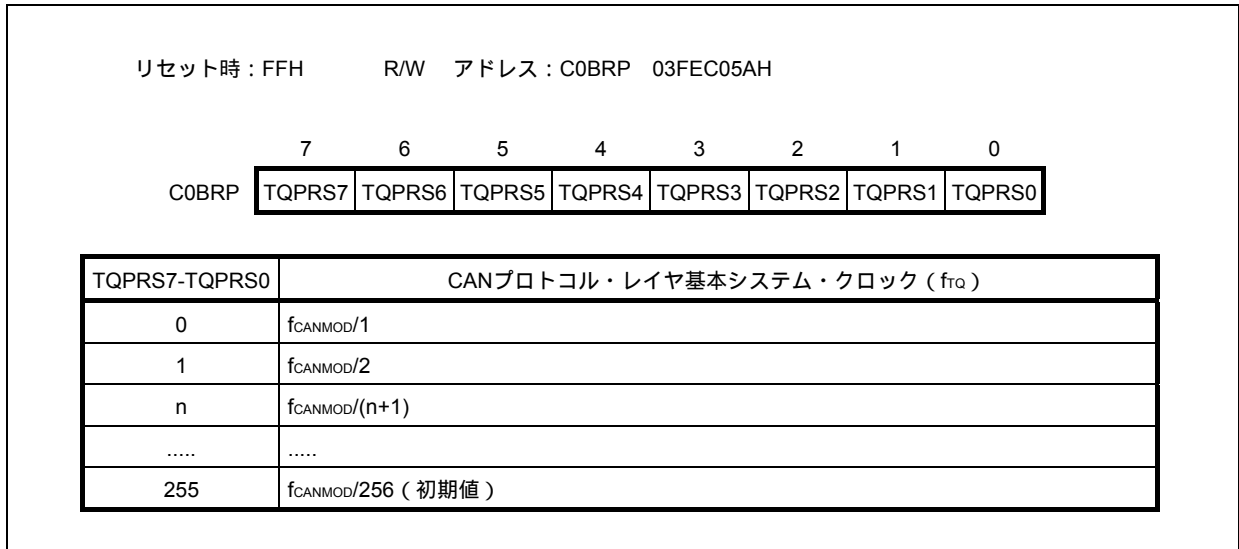 リセット時：FFH R/W アドレス：C0BRP 03FEC05AH
7 6 5 4 3 2 1 0
C0BRP TQPRS7 TQPRS6 TQPRS5 TQPRS4 TQPRS3 TQPRS2 TQPRS1 TQPRS0
TQPRS7-TQPRS0 CANプロトコル・レイヤ基本システム・クロック（fTQ）
0 fCANMOD/1
1 fCANMOD/2
n fCANMOD/(n+1)
..... .....
255 fCANMOD/256（初期値）